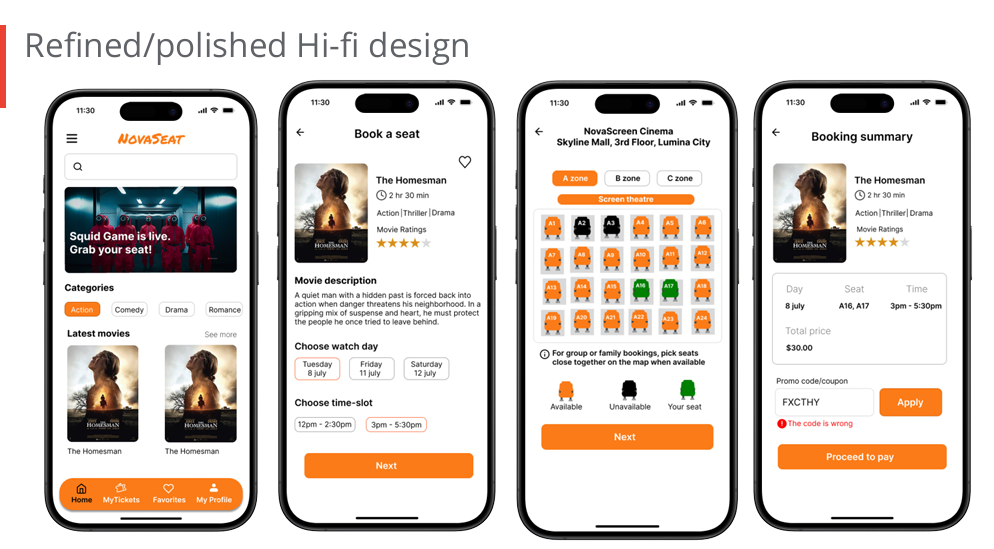 Refined/polished Hi-fi design
11:30
NovaSeat
Squid Game is live.
Grab your seat!
Categories
Action
Comedy
Drama
Romance
Latest movies
See more
THE HOMESMAN
THE HOMESMAN
The Homesman
The Homesman
Home
MyTickets
Favorites
My Profile
11:30
Book a seat
THE HOMESMAN
The Homesman
2 hr 30 min
Action|Thriller|Drama
Movie Ratings
Movie description
A quiet man with a hidden past is forced back into
action when danger threatens his neighborhood. In a
gripping mix of suspense and heart, he must protect
the people he once tried to leave behind.
Choose watch day
Tuesday
8 july
Friday
11 july
Saturday
12 july
Choose time-slot
12pm - 2:30pm
3pm - 5:30pm
Next
11:30
NovaScreen Cinema
Skyline Mall, 3rd Floor, Lumina City
A zone
B zone
C zone
Screen theatre
A1 A2 A3 A4 A5 A6
A7 A8 A9 A10 A11 A12
A13 A14 A15 A16 A17 A18
A19 A20 A21 A22 A23 A24
For group or family bookings, pick seats
close together on the map when available
Available
Unavailable
Your seat
Next
11:30
Booking summary
THE HOMESMAN
The Homesman
2 hr 30 min
Action|Thriller|Drama
Movie Ratings
Day Seat Time
8 july A16, A17 3pm - 5:30pm
Total price
$30.00
Promo code/coupon
FXCTHY
Apply
The code is wrong
Proceed to pay